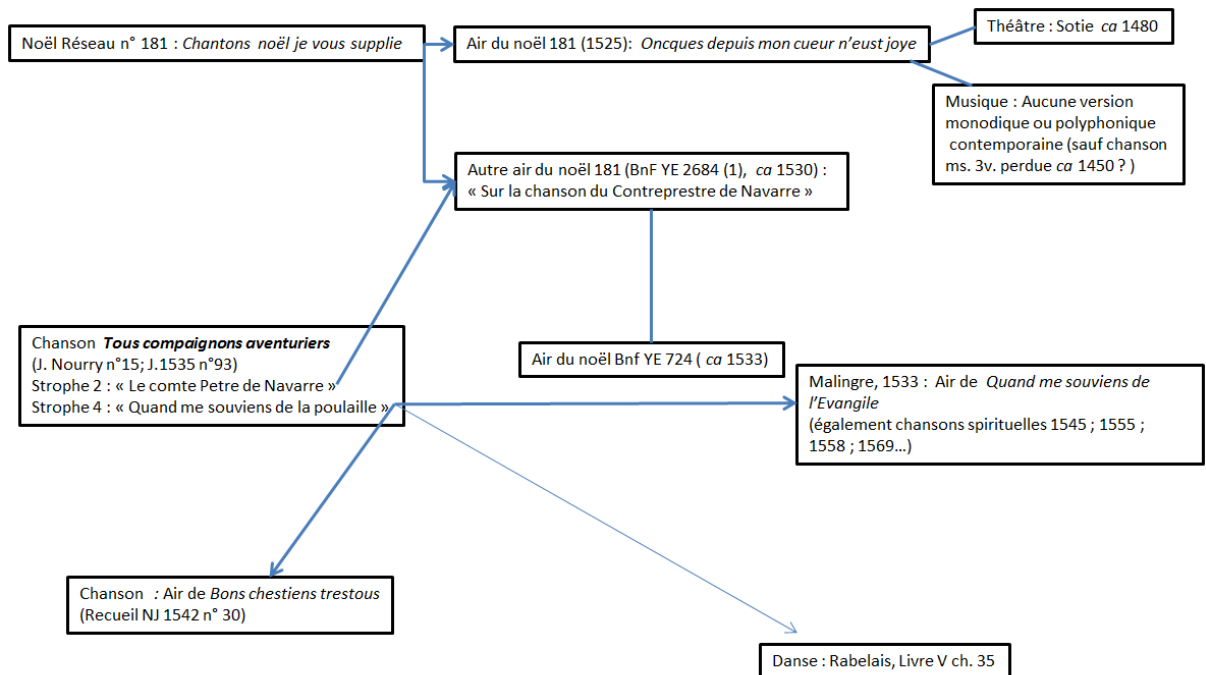 Noël Réseau n° 181 : Chantons noël je vous supplie
Air du noël 181 (1525): Oncques depuis mon cueur n’eust joye
Théâtre : Sotie ca 1480
Musique : Aucune version
monodique ou polyphonique
contemporaine (sauf chanson
ms. 3v. perdue ca 1450 ? )
Autre air du noël 181 (BnF YE 2684 (1), ca 1530) :
« Sur la chanson du Contreprestre de Navarre »
Chanson Tous compaignons aventuriers
(J. Nourry n°15; J.1535 n°93)
Strophe 2 : « Le comte Petre de Navarre »
Strophe 4 : « Quand me souviens de la poulaille »
Air du noël Bnf YE 724 ( ca 1533)
Malingre, 1533 : Air de Quand me souviens de
l’Evangile
(également chansons spirituelles 1545 ; 1555 ;
1558 ; 1569…)
Chanson : Air de Bons chestiens trestous
(Recueil NJ 1542 n° 30)
Danse : Rabelais, Livre V ch. 35